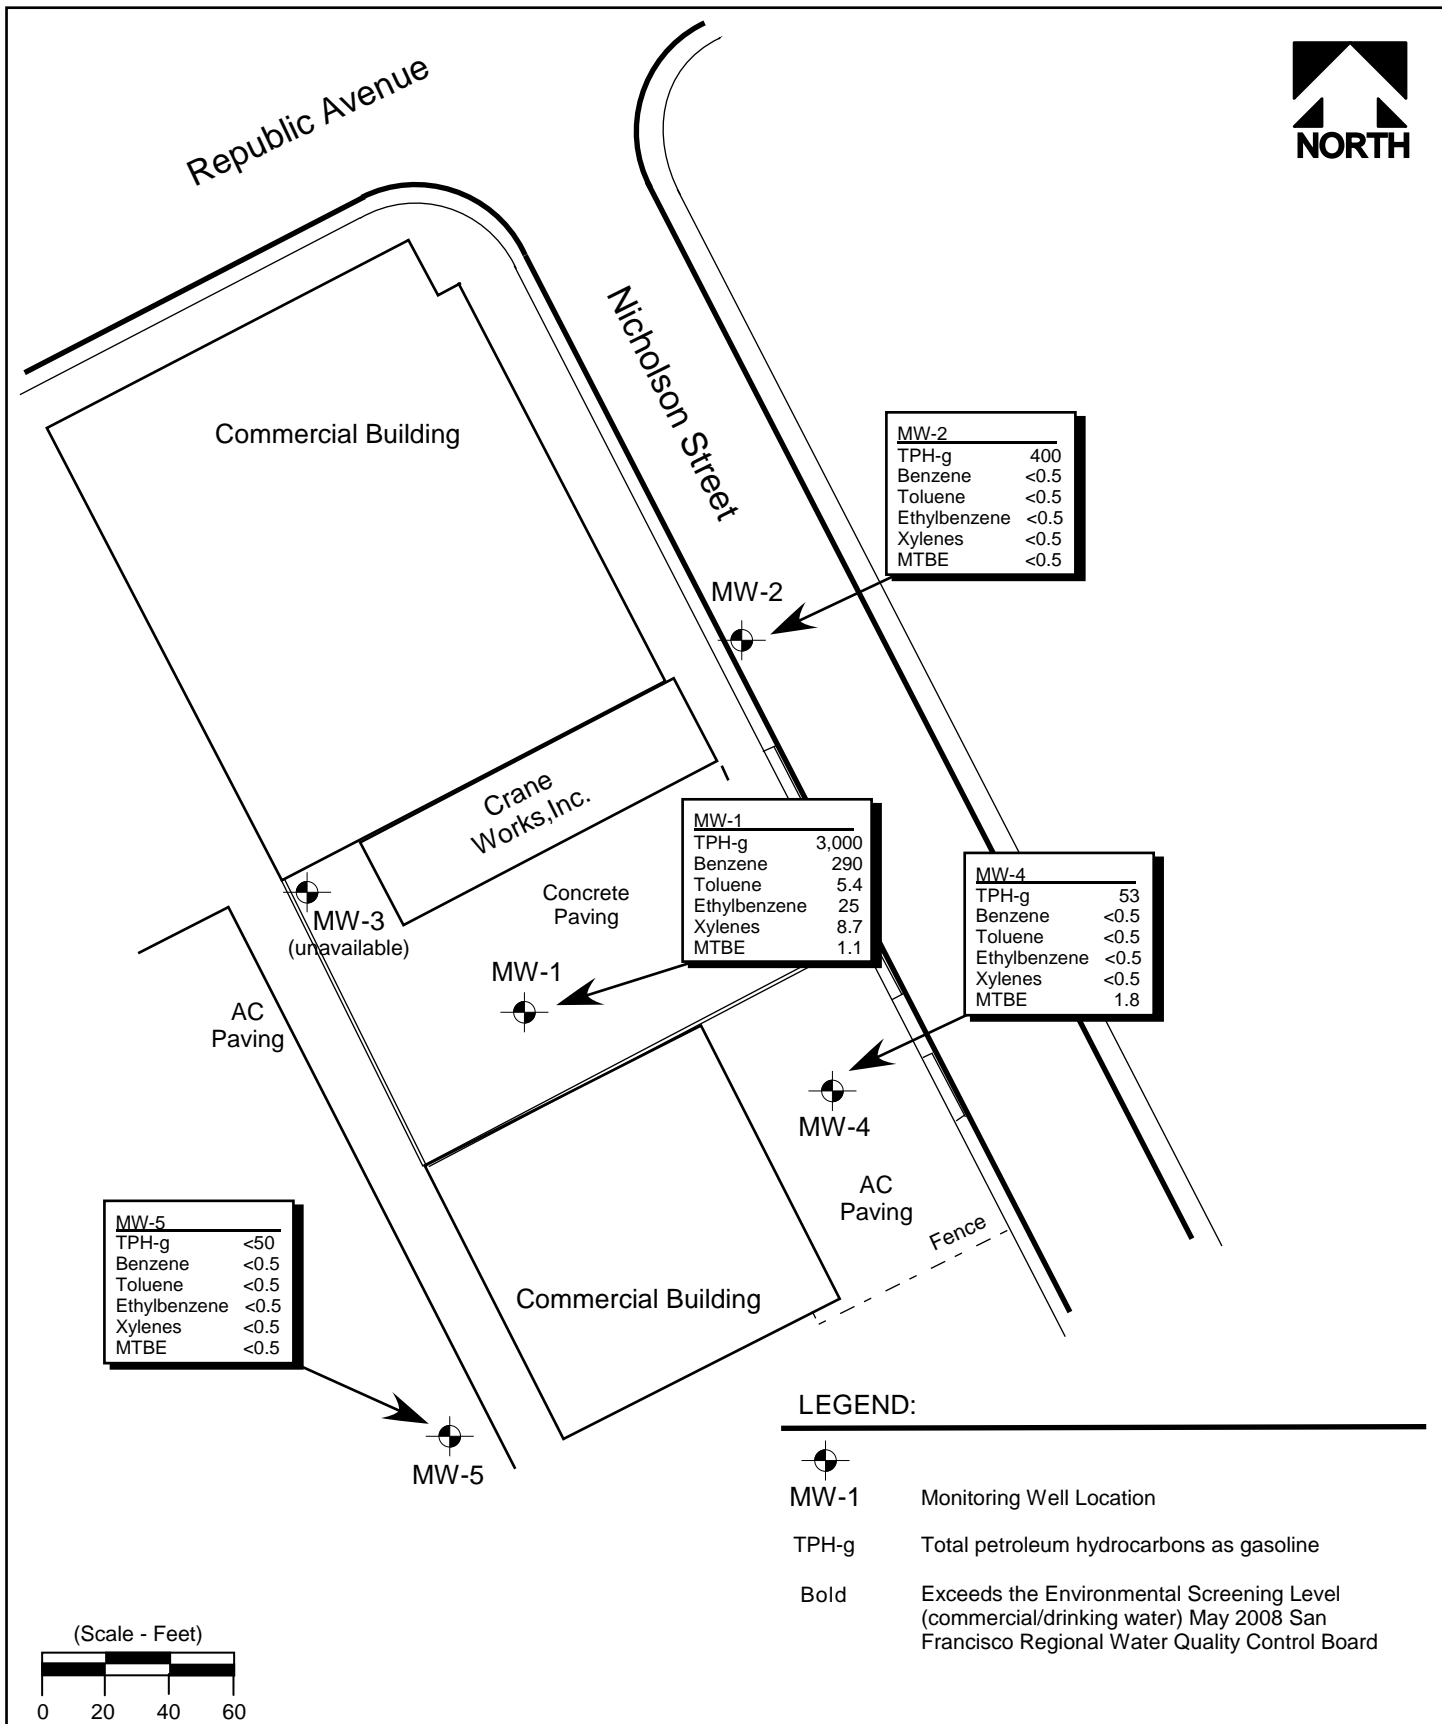 Republic Avenue
NORTH
Nicholson Street
Commercial Building
MW-2
TPH-g 400
Benzene <0.5
Toluene <0.5
Ethylbenzene <0.5
Xylenes <0.5
MTBE <0.5
MW-2
Crane
Works,Inc.
MW-1
TPH-g 3,000
Benzene 290
Toluene 5.4
Ethylbenzene 25
Xylenes 8.7
MTBE 1.1
MW-4
TPH-g 53
Benzene <0.5
Toluene <0.5
Ethylbenzene <0.5
Xylenes <0.5
MTBE 1.8
Concrete
Paving
MW-3
(unavailable)
MW-1
AC
Paving
MW-4
AC
Paving
Fence
MW-5
TPH-g <50
Benzene <0.5
Toluene <0.5
Ethylbenzene <0.5
Xylenes <0.5
MTBE <0.5
Commercial Building
MW-5
LEGEND:
MW-1 Monitoring Well Location
TPH-g Total petroleum hydrocarbons as gasoline
Bold Exceeds the Environmental Screening Level
(commercial/drinking water) May 2008 San
Francisco Regional Water Quality Control Board
(Scale - Feet)
0 20 40 60